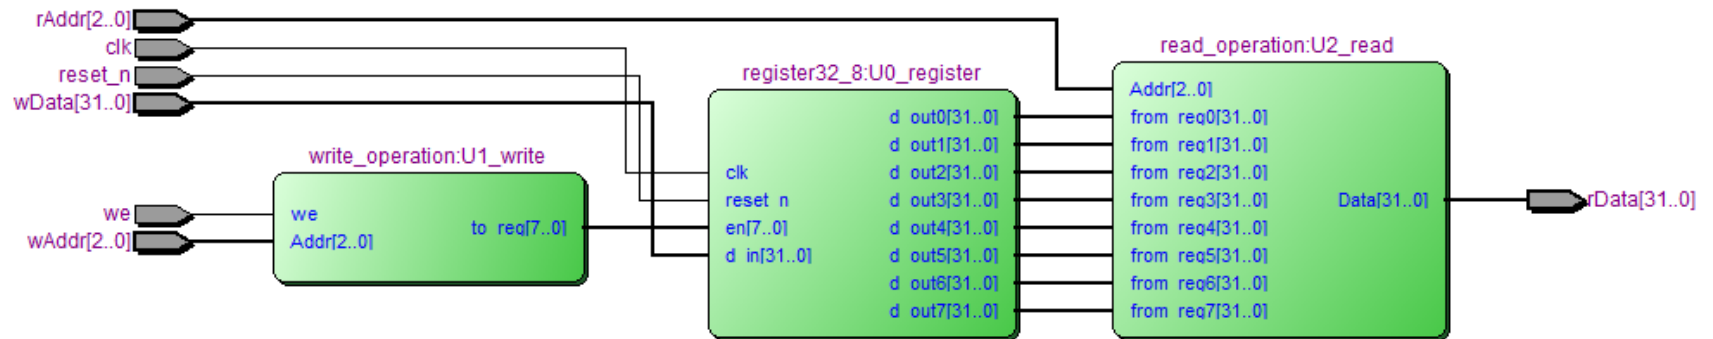 rAddr[2..0]
clk
reset_n
wData[31..0]
we
wAddr[2..0]
write_operation:U1_write
we
Addr[2..0]
to_reg[7..0]
register32_8:U0_register
clk
reset_n
en[7..0]
d_in[31..0]
d_out0[31..0]
d_out1[31..0]
d_out2[31..0]
d_out3[31..0]
d_out4[31..0]
d_out5[31..0]
d_out6[31..0]
d_out7[31..0]
read_operation:U2_read
Addr[2..0]
from_reg0[31..0]
from_reg1[31..0]
from_reg2[31..0]
from_reg3[31..0]
from_reg4[31..0]
from_reg5[31..0]
from_reg6[31..0]
from_reg7[31..0]
Data[31..0]
rData[31..0]